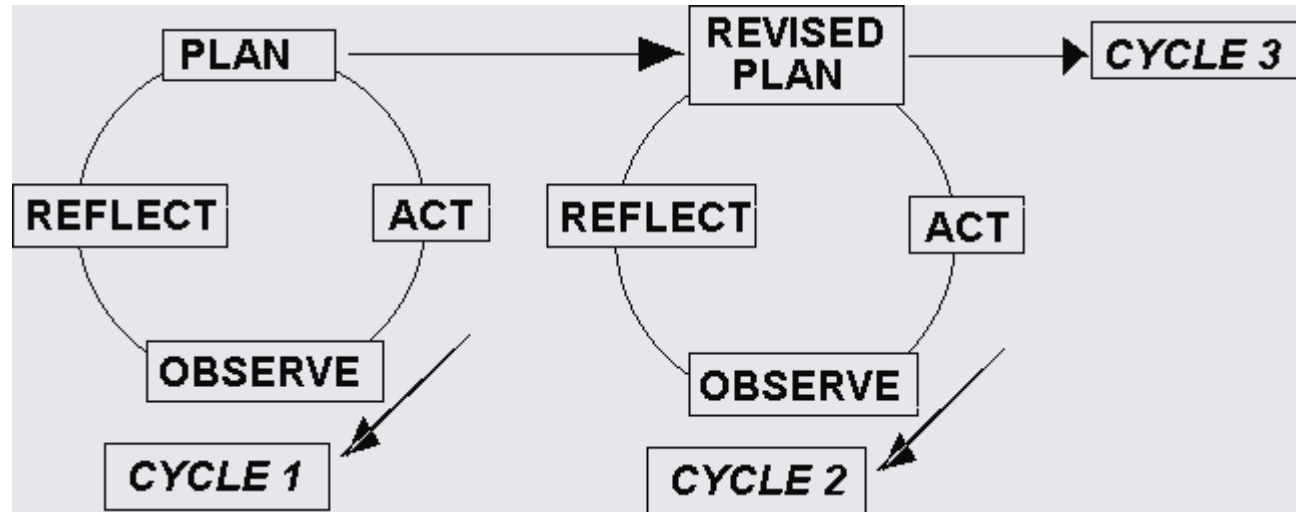 PLAN
REVISED
PLAN
CYCLE 3
REFLECT
ACT
REFLECT
ACT
OBSERVE
OBSERVE
CYCLE 1
CYCLE 2